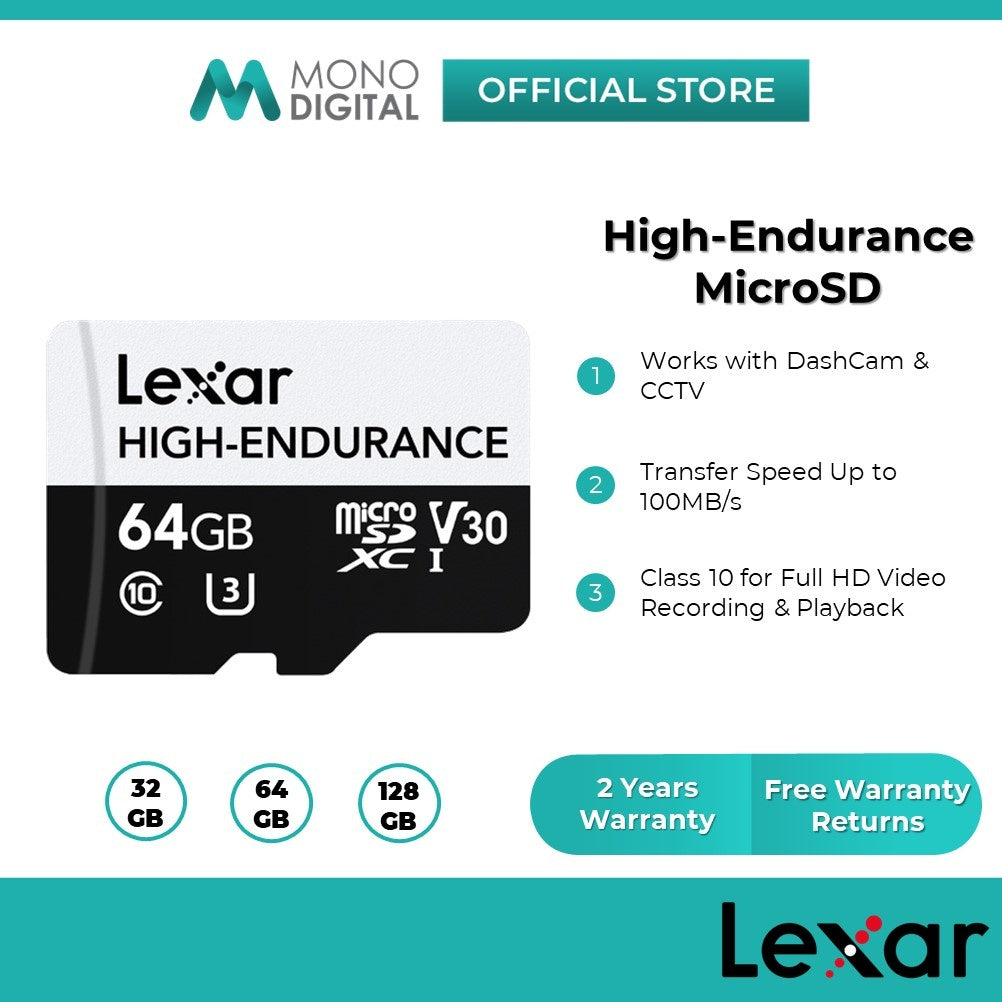 MONO
DIGITAL
OFFICIAL STORE
High-Endurance
MicroSD
Lexar
HIGH-ENDURANCE
64GB
micro
SD
XC I
V30
10
3
1
Works with DashCam &
CCTV
2
Transfer Speed Up to
100MB/s
3
Class 10 for Full HD Video
Recording & Playback
32
GB
64
GB
128
GB
2 Years
Warranty
Free Warranty
Returns
Lexar